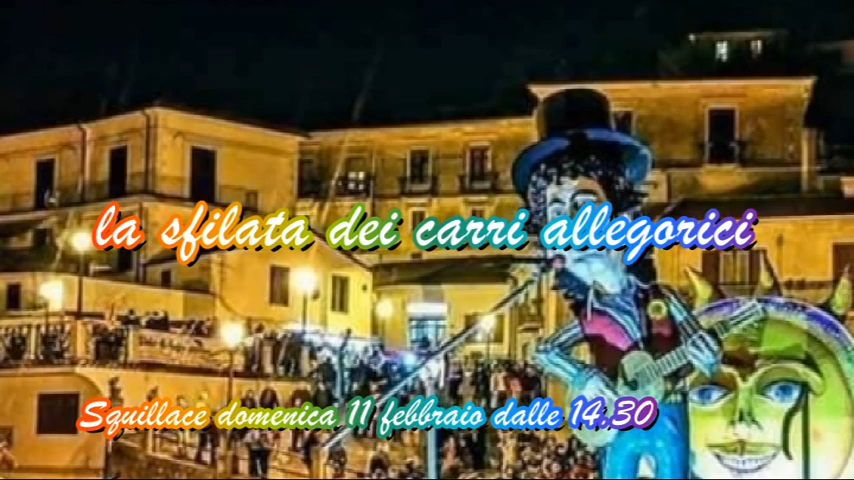 la sfilata dei carri allegorici
Squillace domenica 11 febbraio dalle 14.30